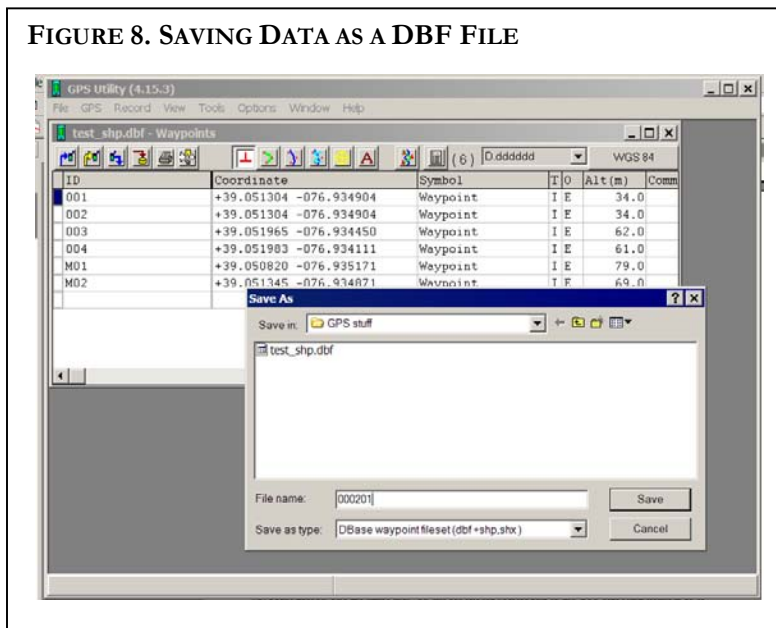 FIGURE 8. SAVING DATA AS A DBF FILE
GPS Utility (4.15.3)
File GPS Record View Tools Options Window Help
test_shp.dbf - Waypoints
A (6) D.dddddd WGS 84
ID Coordinate Symbol T O Alt(m) Comm
001 +39.051304 -076.934904 Waypoint I E 34.0
002 +39.051304 -076.934904 Waypoint I E 34.0
003 +39.051965 -076.934450 Waypoint I E 62.0
004 +39.051983 -076.934111 Waypoint I E 61.0
M01 +39.050820 -076.935171 Waypoint I E 79.0
M02 +39.051345 -076.934871 Waypoint I E 69.0
Save As
Save in: GPS stuff
test_shp.dbf
File name: 000201 Save
Save as type: DBase waypoint fileset (dbf+shp,shx) Cancel